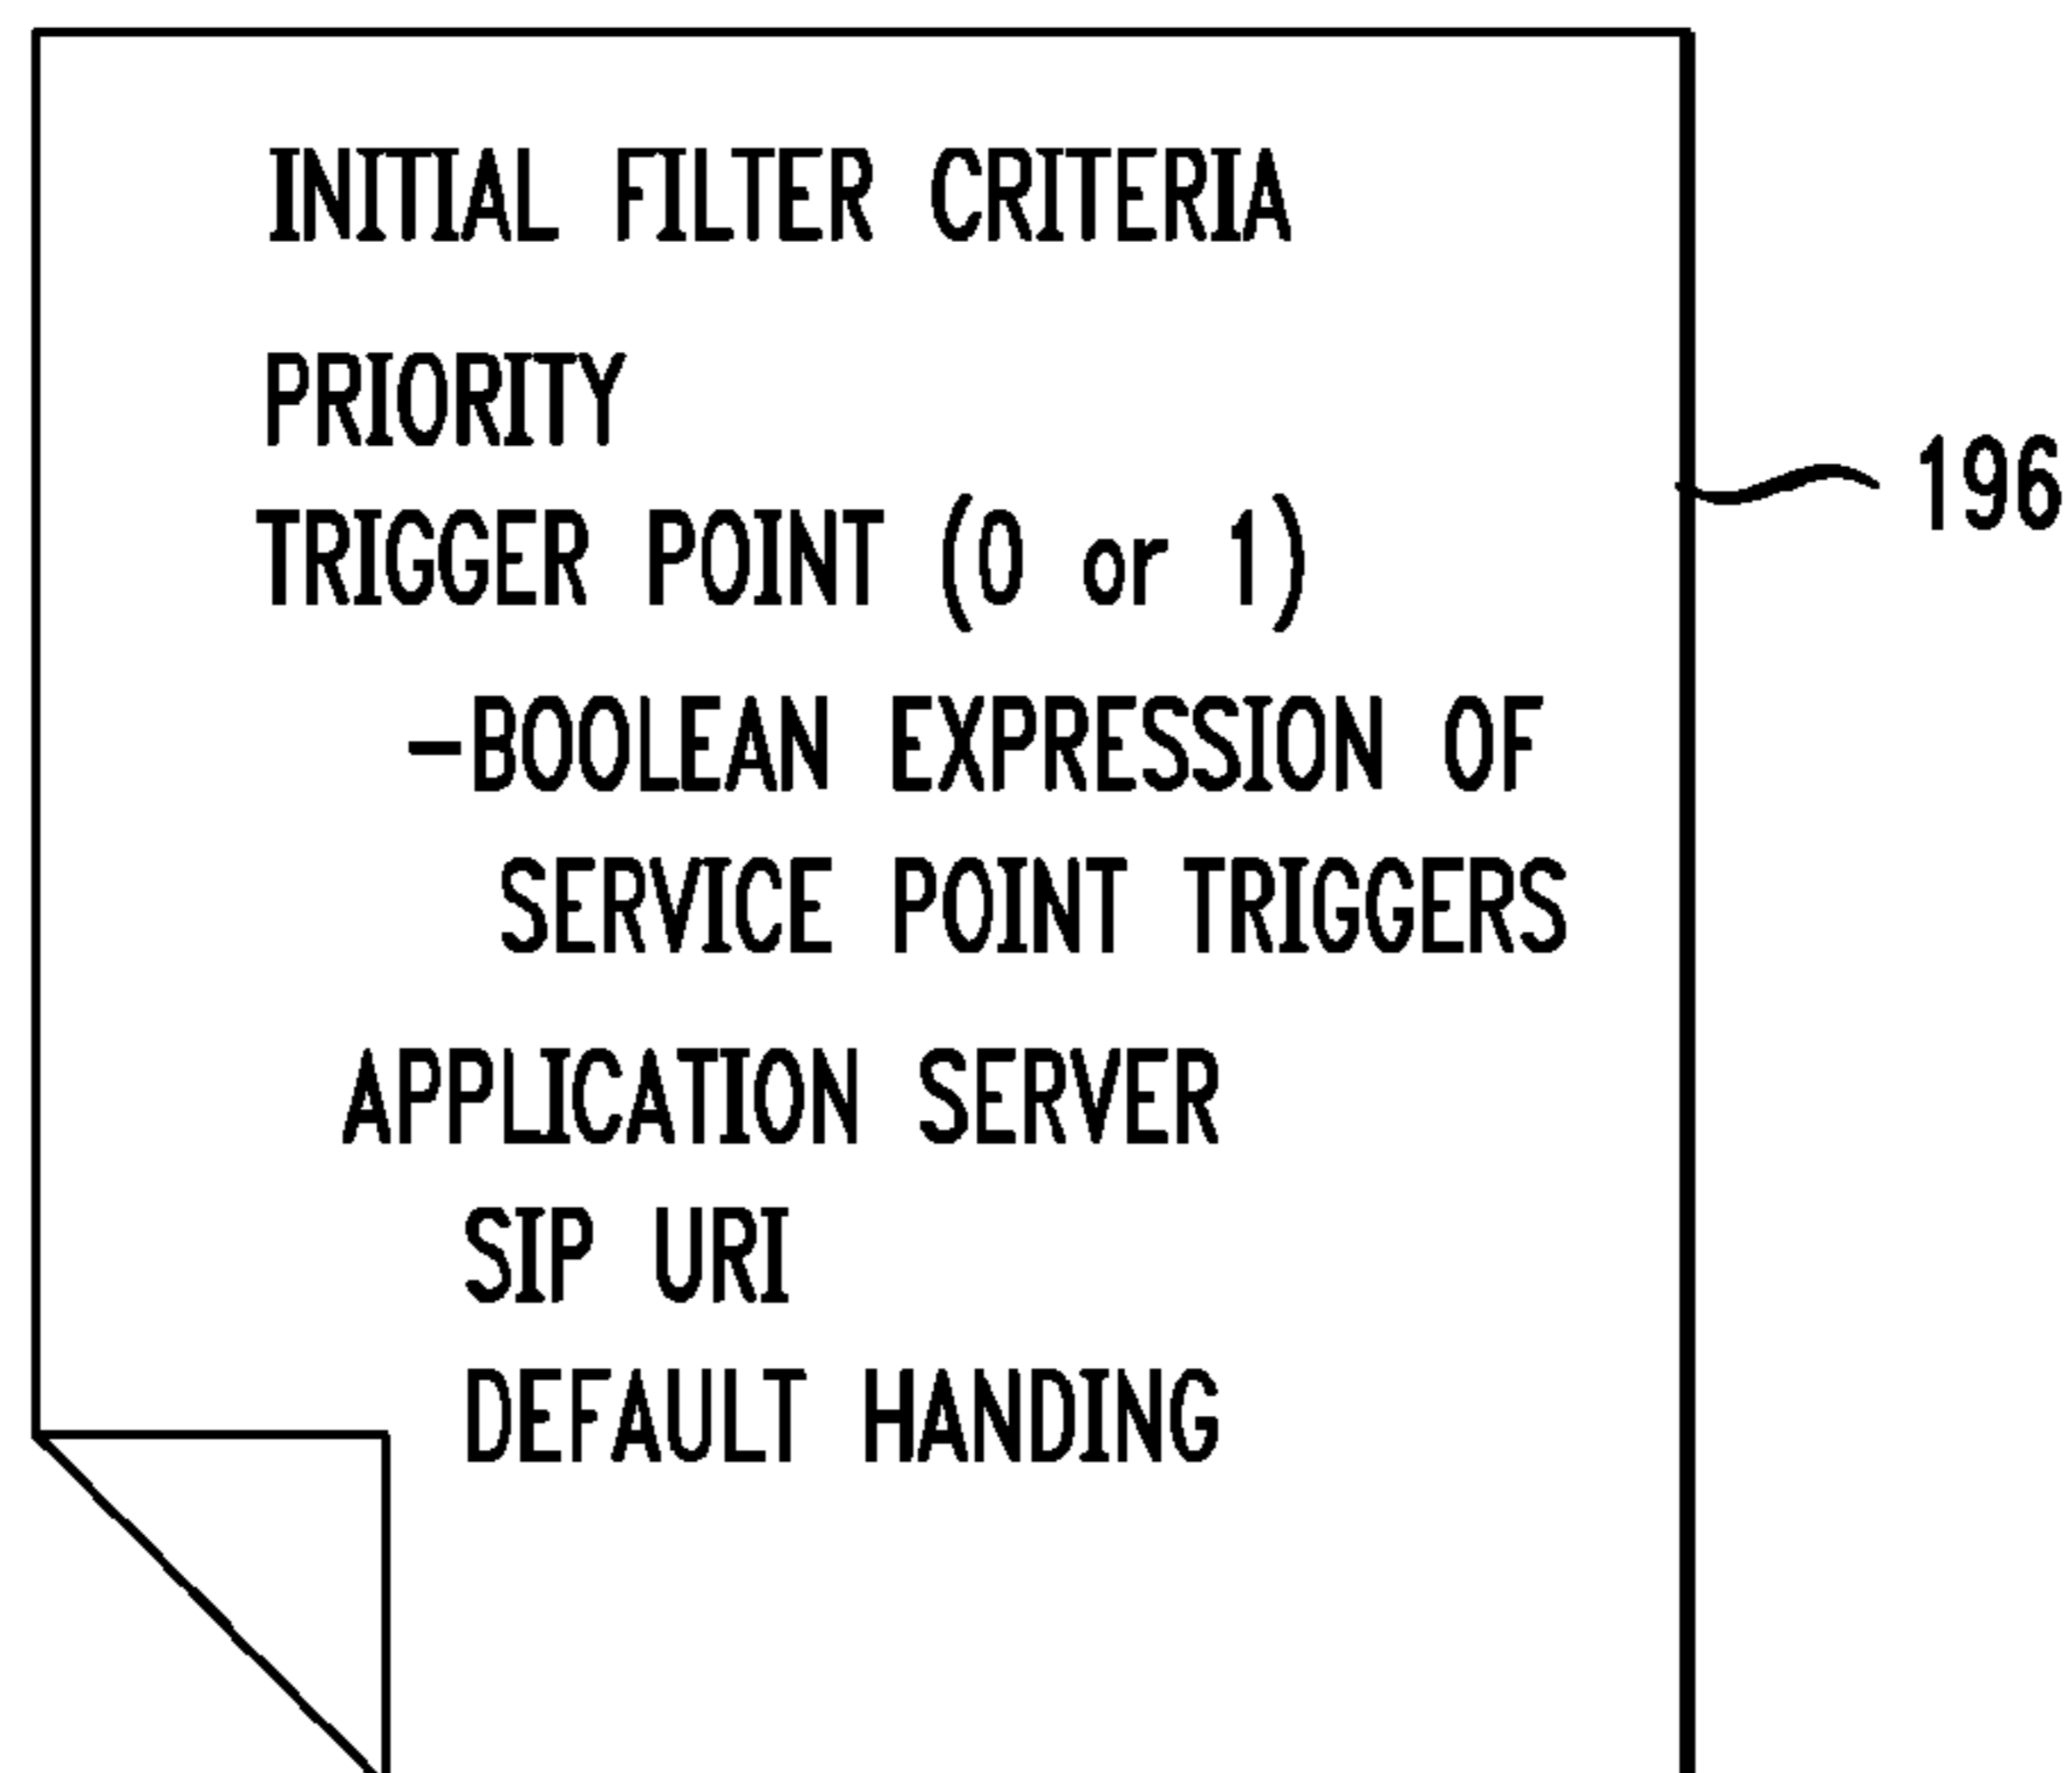 INITIAL FILTER CRITERIA
PRIORITY
196
TRIGGER POINT (0 or 1)
-BOOLEAN EXPRESSION OF
SERVICE POINT TRIGGERS
APPLICATION SERVER
SIP URI
DEFAULT HANDING